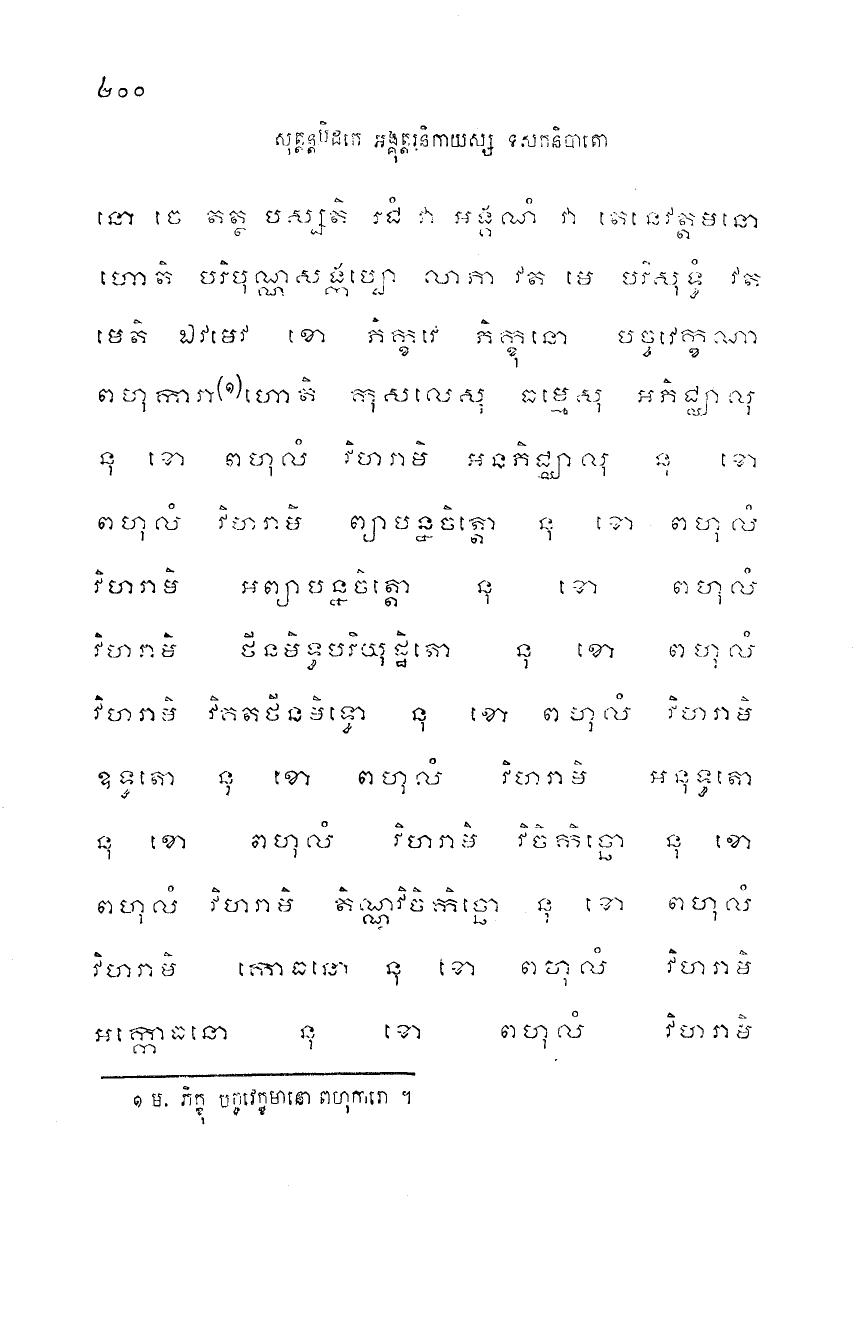 ២០០
សុត្តន្តបិដកេ អង្គុត្តរនិកាយស្ស ទសកនិបាតោ
នោ ចេ តត្ថ បស្សតិ រជំ វា អង្គណំ វា តេនេវត្តមនោ
ហោតិ បរិបុណ្ណសង្កប្បោ លាភា វត មេ បរិសុទ្ធំ វត
មេតិ ឯវមេវ ខោ ភិក្ខវេ ភិក្ខុនោ បច្ចវេក្ខណា
ពហុការា(១)ហោតិ កុសលេសុ ធម្មេសុ អភិជ្ឈាលុ
នុ ខោ ពហុលំ វិហរាមិ អនភិជ្ឈាលុ នុ ខោ
ពហុលំ វិហរាមិ ព្យាបន្នចិត្តោ នុ ខោ ពហុលំ
វិហរាមិ អព្យាបន្នចិត្តោ នុ ខោ ពហុលំ
វិហរាមិ ថីនមិទ្ធបរិយុដ្ឋិតោ នុ ខោ ពហុលំ
វិហរាមិ វិគតថីនមិទ្ធោ នុ ខោ ពហុលំ វិហរាមិ
ឧទ្ធតោ នុ ខោ ពហុលំ វិហរាមិ អនុទ្ធតោ
នុ ខោ ពហុលំ វិហរាមិ វិចិកិច្ឆោ នុ ខោ
ពហុលំ វិហរាមិ តិណ្ណវិចិកិច្ឆោ នុ ខោ ពហុលំ
វិហរាមិ កោធនោ នុ ខោ ពហុលំ វិហរាមិ
អក្កោធនោ នុ ខោ ពហុលំ វិហរាមិ
១ ម. ភិក្ខុ បច្ចវេក្ខមានោ ពហុការោ ។